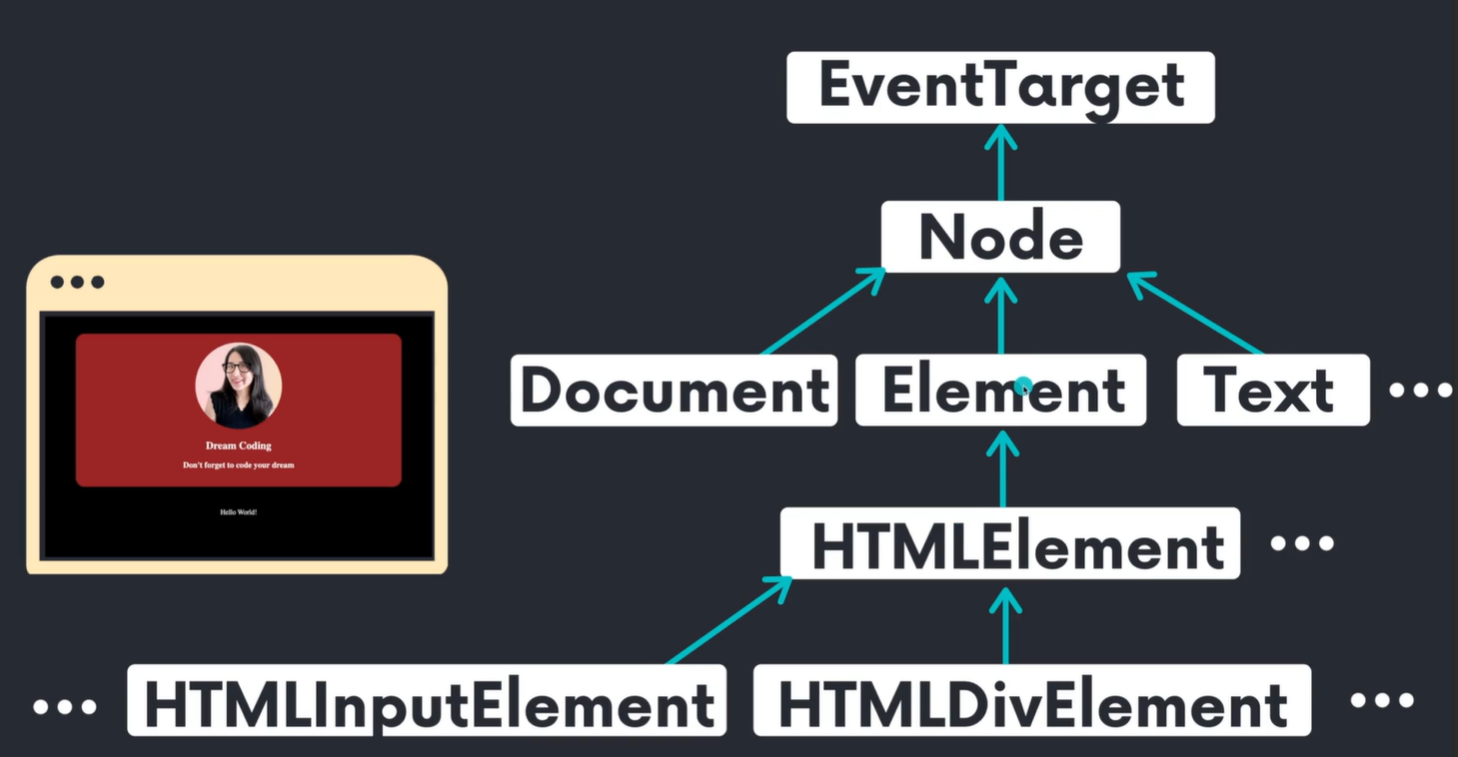 EventTarget
Node
Document Element Text
HTMLElement
HTMLInputElement HTMLDivElement
Dream Coding
Don't forget to code your dream
Hello World!